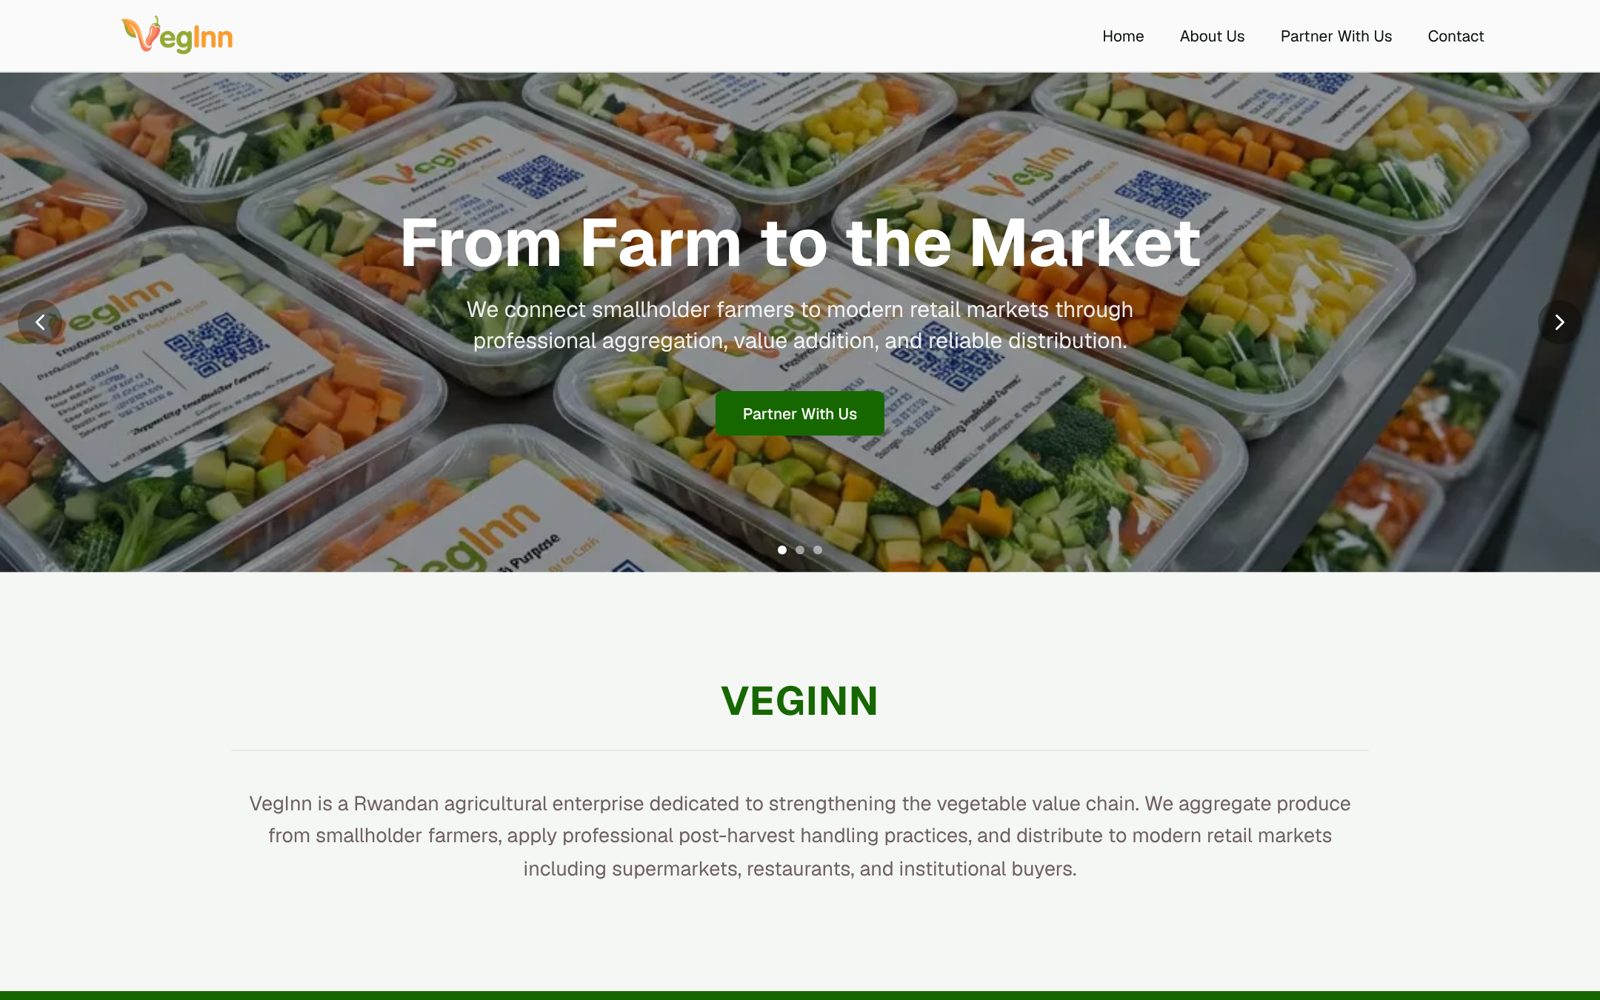 VegInn
Home
About Us
Partner With Us
Contact
VegInn
VegInn
From Farm to the Market
We connect smallholder farmers to modern retail markets through
professional aggregation, value addition, and reliable distribution.
Partner With Us
VEGINN
VegInn is a Rwandan agricultural enterprise dedicated to strengthening the vegetable value chain. We aggregate produce
from smallholder farmers, apply professional post-harvest handling practices, and distribute to modern retail markets
including supermarkets, restaurants, and institutional buyers.